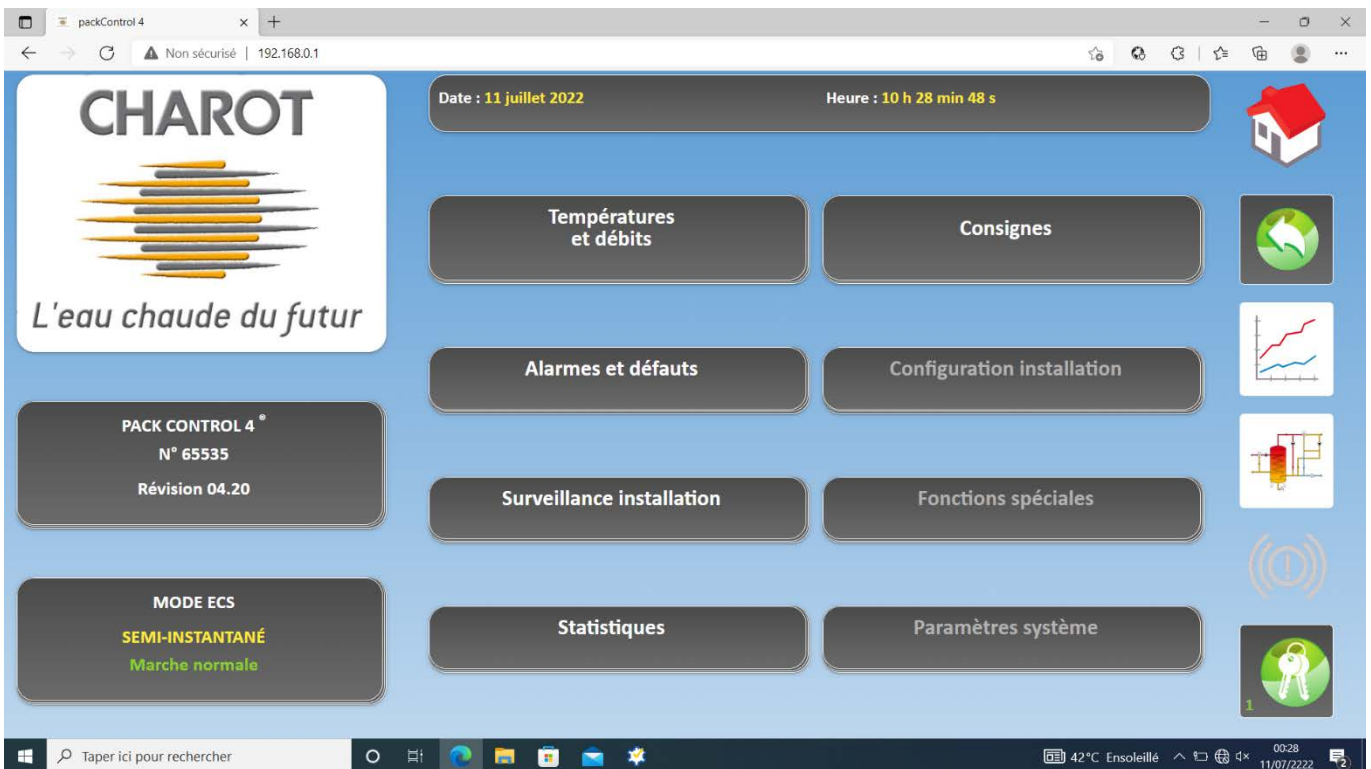 packControl 4
Non sécurisé | 192.168.0.1
CHAROT
L'eau chaude du futur
Date : 11 juillet 2022
Heure : 10 h 28 min 48 s
Températures
et débits
Consignes
Alarmes et défauts
Configuration installation
PACK CONTROL 4 ®
N° 65535
Révision 04.20
Surveillance installation
Fonctions spéciales
MODE ECS
SEMI-INSTANTANÉ
Marche normale
Statistiques
Paramètres système
1
Taper ici pour rechercher
42°C Ensoleillé
00:28
11/07/2222
2